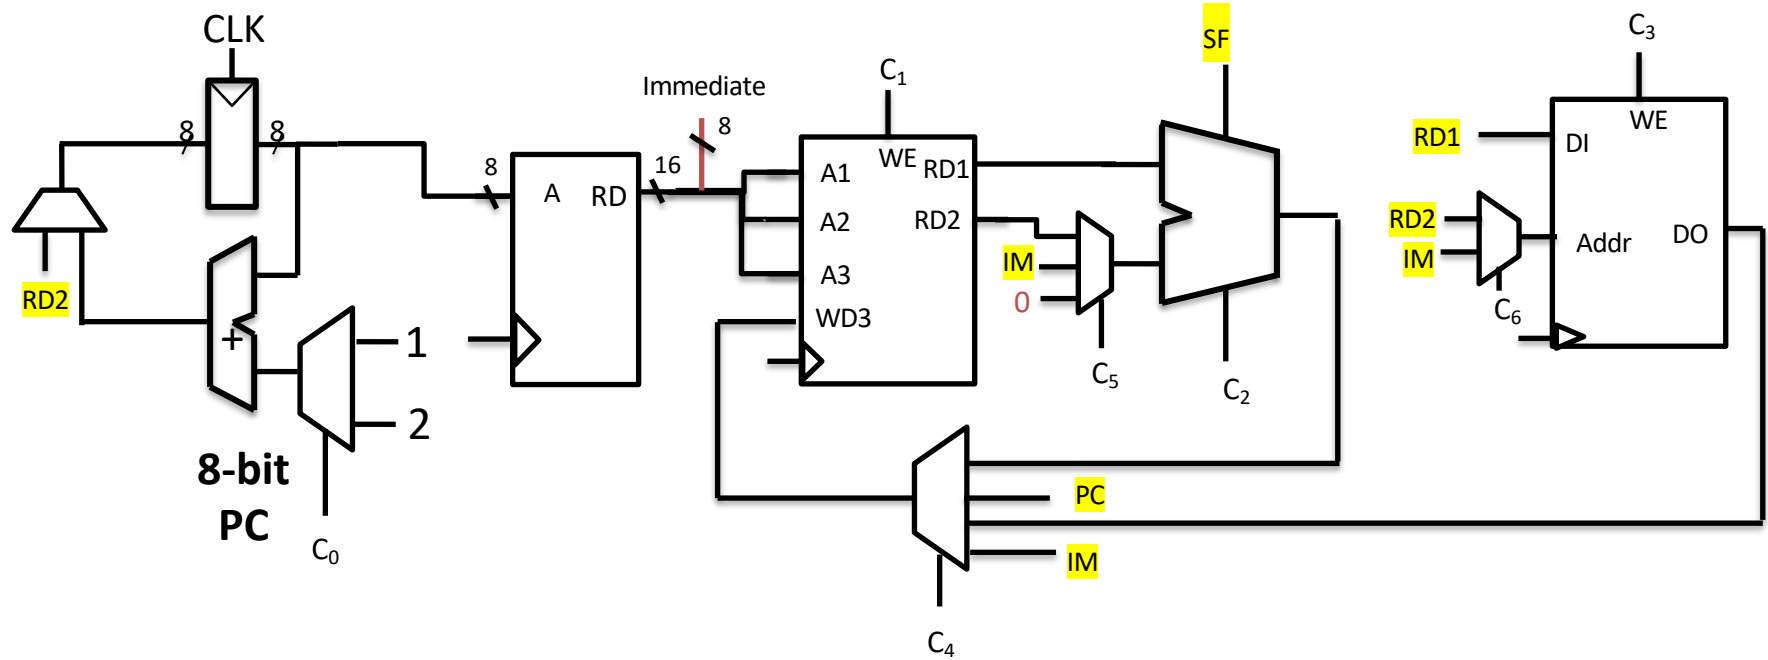 CLK
8
8
RD2
+
1
2
8-bit
PC
C₀
8
A
RD
16
Immediate
8
C₁
WE
A1
A2
A3
WD3
RD1
RD2
IM
0
C₅
SF
C₂
PC
IM
C₄
C₃
RD1
RD2
IM
C₆
WE
DI
Addr
DO